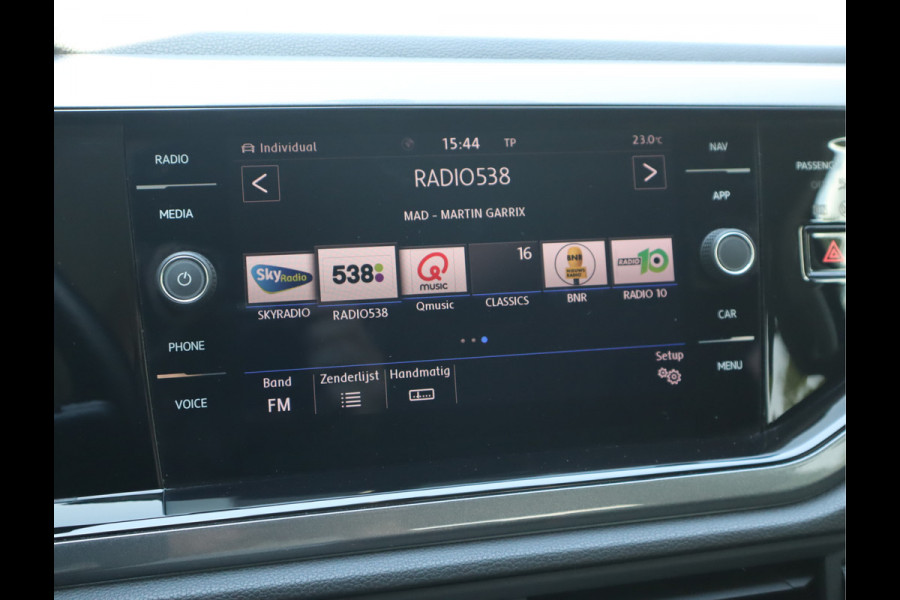 RADIO
MEDIA
PHONE
VOICE
Individual 15:44 TP 23.0°C
<
RADIO538
>
MAD - MARTIN GARRIX
Sky Radio
538
Q MUSIC
16
BNR NIEUWS RADIO
RADIO 10
SKYRADIO RADIO538 Qmusic CLASSICS BNR RADIO 10
Band
FM
Zenderlijst
Handmatig
Setup
NAV
APP
CAR
MENU